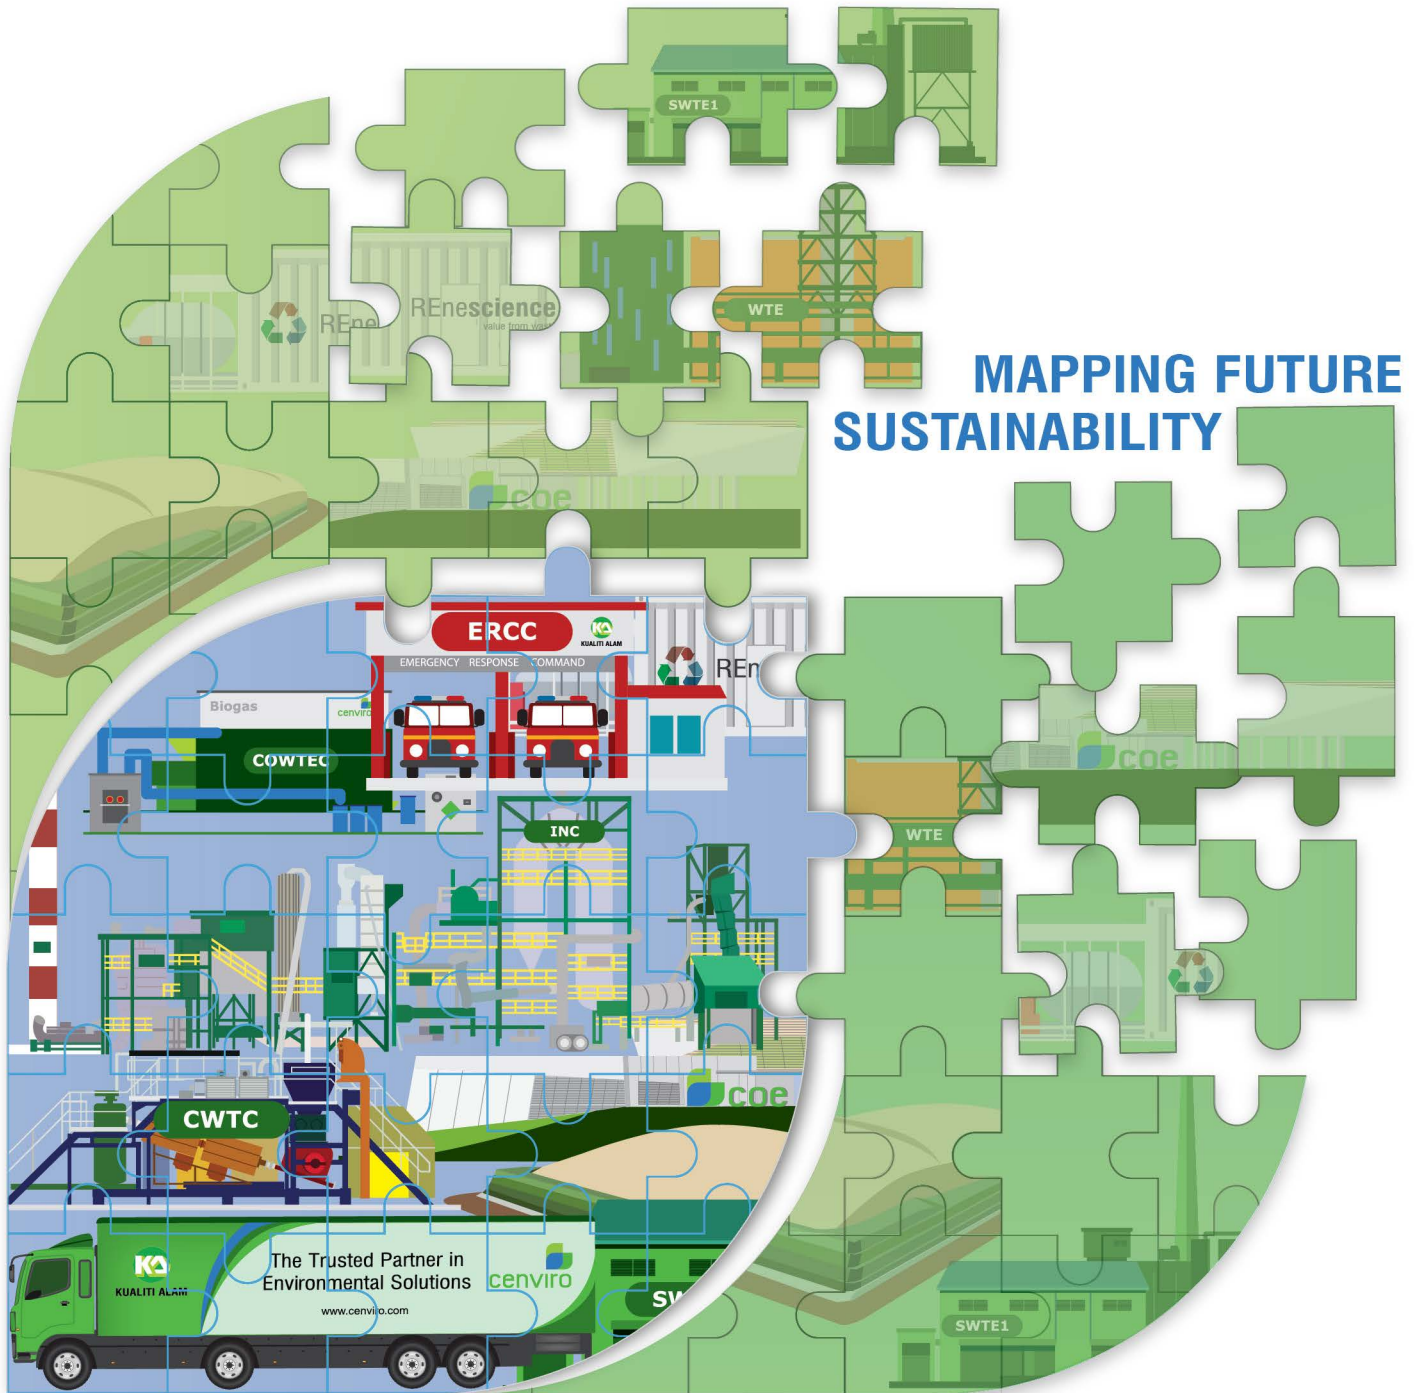 SWTE1
REne
REnescience
value from wast
WTE
MAPPING FUTURE
SUSTAINABILITY
coe
ERCC
KUALITI ALAM
EMERGENCY RESPONSE COMMAND
REn
Biogas
cenviro
COWTEC
coe
INC
WTE
coe
CWTC
KUALITI ALAM
The Trusted Partner in
Environmental Solutions
www.cenviro.com
cenviro
SW
SWTE1